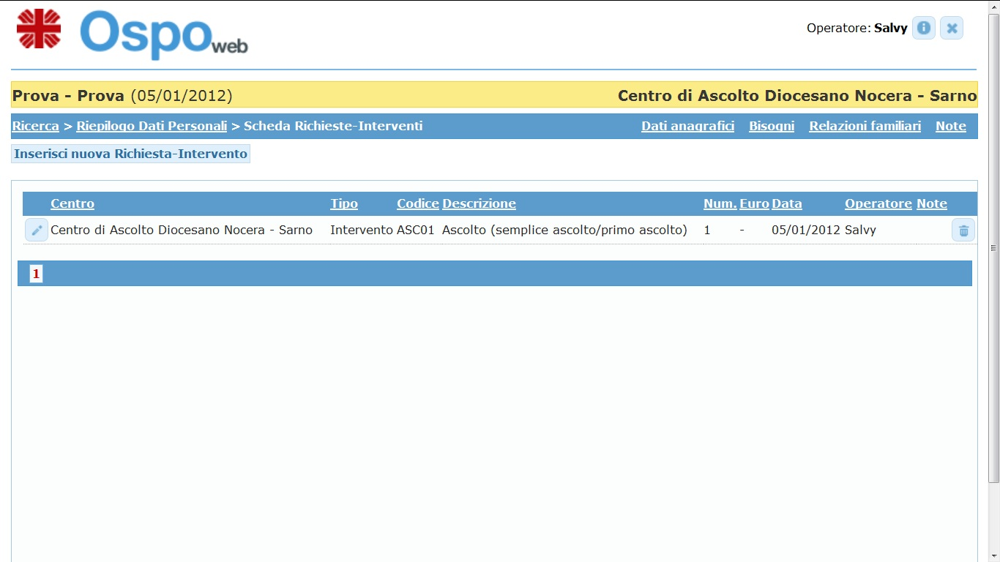 Ospoweb
Operatore: Salvy
Prova - Prova (05/01/2012) Centro di Ascolto Diocesano Nocera - Sarno
Ricerca > Riepilogo Dati Personali > Scheda Richieste-Interventi Dati anagrafici Bisogni Relazioni familiari Note
Inserisci nuova Richiesta-Intervento
Centro Tipo Codice Descrizione Num. Euro Data Operatore Note
Centro di Ascolto Diocesano Nocera - Sarno Intervento ASC01 Ascolto (semplice ascolto/primo ascolto) 1 - 05/01/2012 Salvy
1